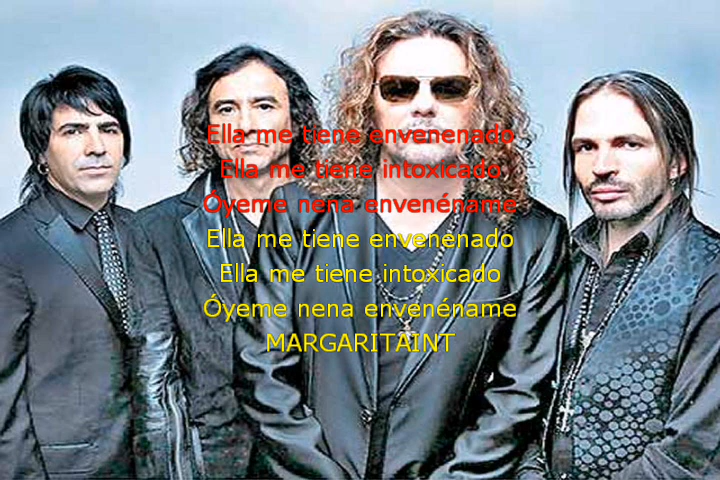 Ella me tiene envenenado
Ella me tiene intoxicado
Óyeme nena envenéname
Ella me tiene envenenado
Ella me tiene intoxicado
Óyeme nena envenéname
MARGARITAINT